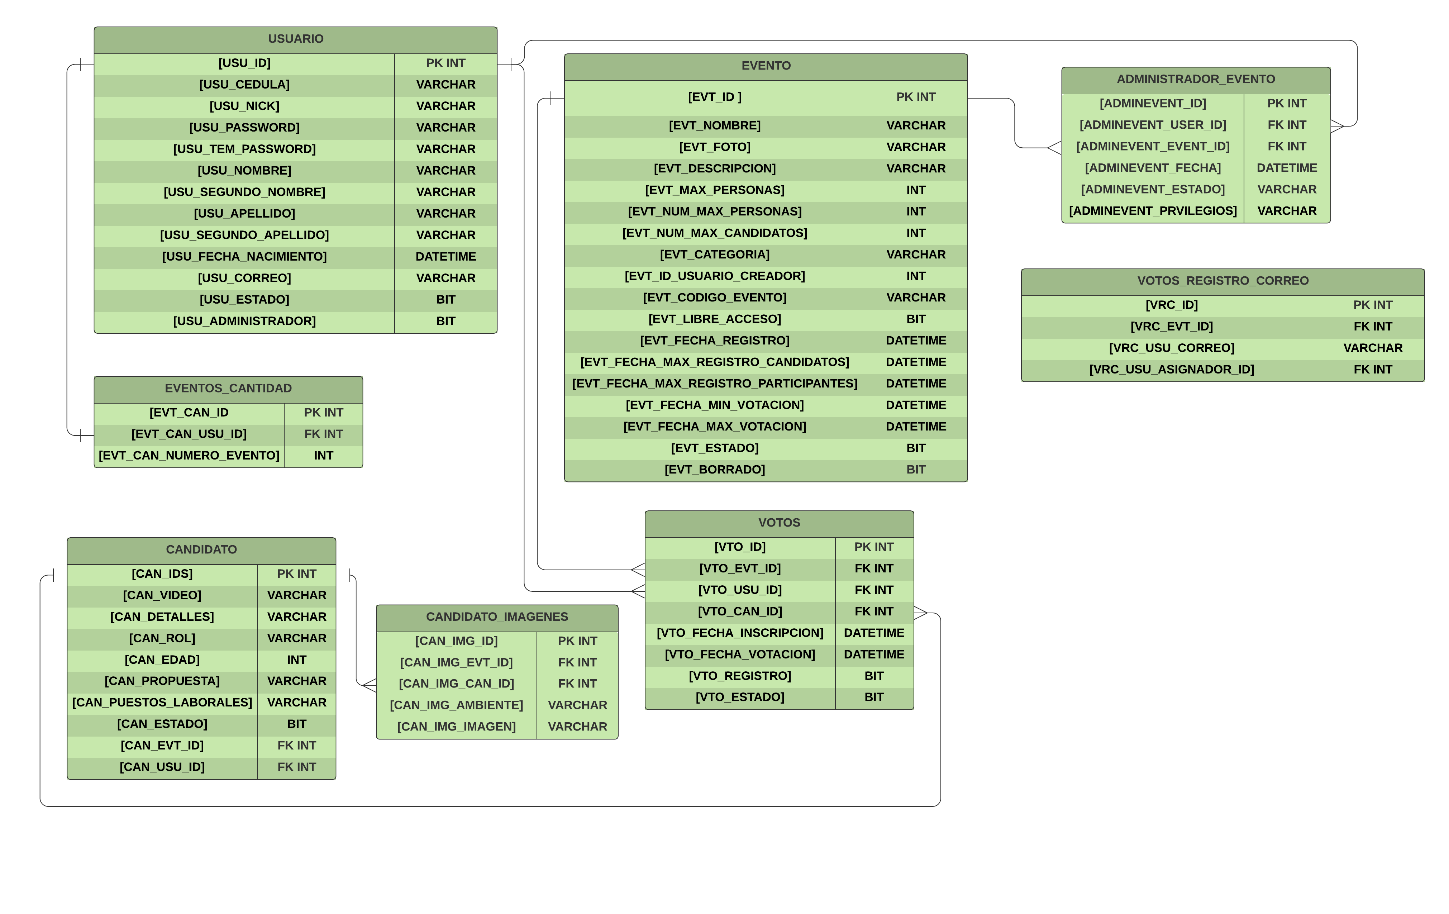 USUARIO
[USU_ID] PK INT
[USU_CEDULA] VARCHAR
[USU_NICK] VARCHAR
[USU_PASSWORD] VARCHAR
[USU_TEM_PASSWORD] VARCHAR
[USU_NOMBRE] VARCHAR
[USU_SEGUNDO_NOMBRE] VARCHAR
[USU_APELLIDO] VARCHAR
[USU_SEGUNDO_APELLIDO] VARCHAR
[USU_FECHA_NACIMIENTO] DATETIME
[USU_CORREO] VARCHAR
[USU_ESTADO] BIT
[USU_ADMINISTRADOR] BIT
EVENTO
[EVT_ID ] PK INT
[EVT_NOMBRE] VARCHAR
[EVT_FOTO] VARCHAR
[EVT_DESCRIPCION] VARCHAR
[EVT_MAX_PERSONAS] INT
[EVT_NUM_MAX_PERSONAS] INT
[EVT_NUM_MAX_CANDIDATOS] INT
[EVT_CATEGORIA] VARCHAR
[EVT_ID_USUARIO_CREADOR] INT
[EVT_CODIGO_EVENTO] VARCHAR
[EVT_LIBRE_ACCESO] BIT
[EVT_FECHA_REGISTRO] DATETIME
[EVT_FECHA_MAX_REGISTRO_CANDIDATOS] DATETIME
[EVT_FECHA_MAX_REGISTRO_PARTICIPANTES] DATETIME
[EVT_FECHA_MIN_VOTACION] DATETIME
[EVT_FECHA_MAX_VOTACION] DATETIME
[EVT_ESTADO] BIT
[EVT_BORRADO] BIT
ADMINISTRADOR_EVENTO
[ADMINEVENT_ID] PK INT
[ADMINEVENT_USER_ID] FK INT
[ADMINEVENT_EVENT_ID] FK INT
[ADMINEVENT_FECHA] DATETIME
[ADMINEVENT_ESTADO] VARCHAR
[ADMINEVENT_PRVILEGIOS] VARCHAR
VOTOS_REGISTRO_CORREO
[VRC_ID] PK INT
[VRC_EVT_ID] FK INT
[VRC_USU_CORREO] VARCHAR
[VRC_USU_ASIGNADOR_ID] FK INT
EVENTOS_CANTIDAD
[EVT_CAN_ID PK INT
[EVT_CAN_USU_ID] FK INT
[EVT_CAN_NUMERO_EVENTO] INT
CANDIDATO
[CAN_IDS] PK INT
[CAN_VIDEO] VARCHAR
[CAN_DETALLES] VARCHAR
[CAN_ROL] VARCHAR
[CAN_EDAD] INT
[CAN_PROPUESTA] VARCHAR
[CAN_PUESTOS_LABORALES] VARCHAR
[CAN_ESTADO] BIT
[CAN_EVT_ID] FK INT
[CAN_USU_ID] FK INT
CANDIDATO_IMAGENES
[CAN_IMG_ID] PK INT
[CAN_IMG_EVT_ID] FK INT
[CAN_IMG_CAN_ID] FK INT
[CAN_IMG_AMBIENTE] VARCHAR
[CAN_IMG_IMAGEN] VARCHAR
VOTOS
[VTO_ID] PK INT
[VTO_EVT_ID] FK INT
[VTO_USU_ID] FK INT
[VTO_CAN_ID] FK INT
[VTO_FECHA_INSCRIPCION] DATETIME
[VTO_FECHA_VOTACION] DATETIME
[VTO_REGISTRO] BIT
[VTO_ESTADO] BIT